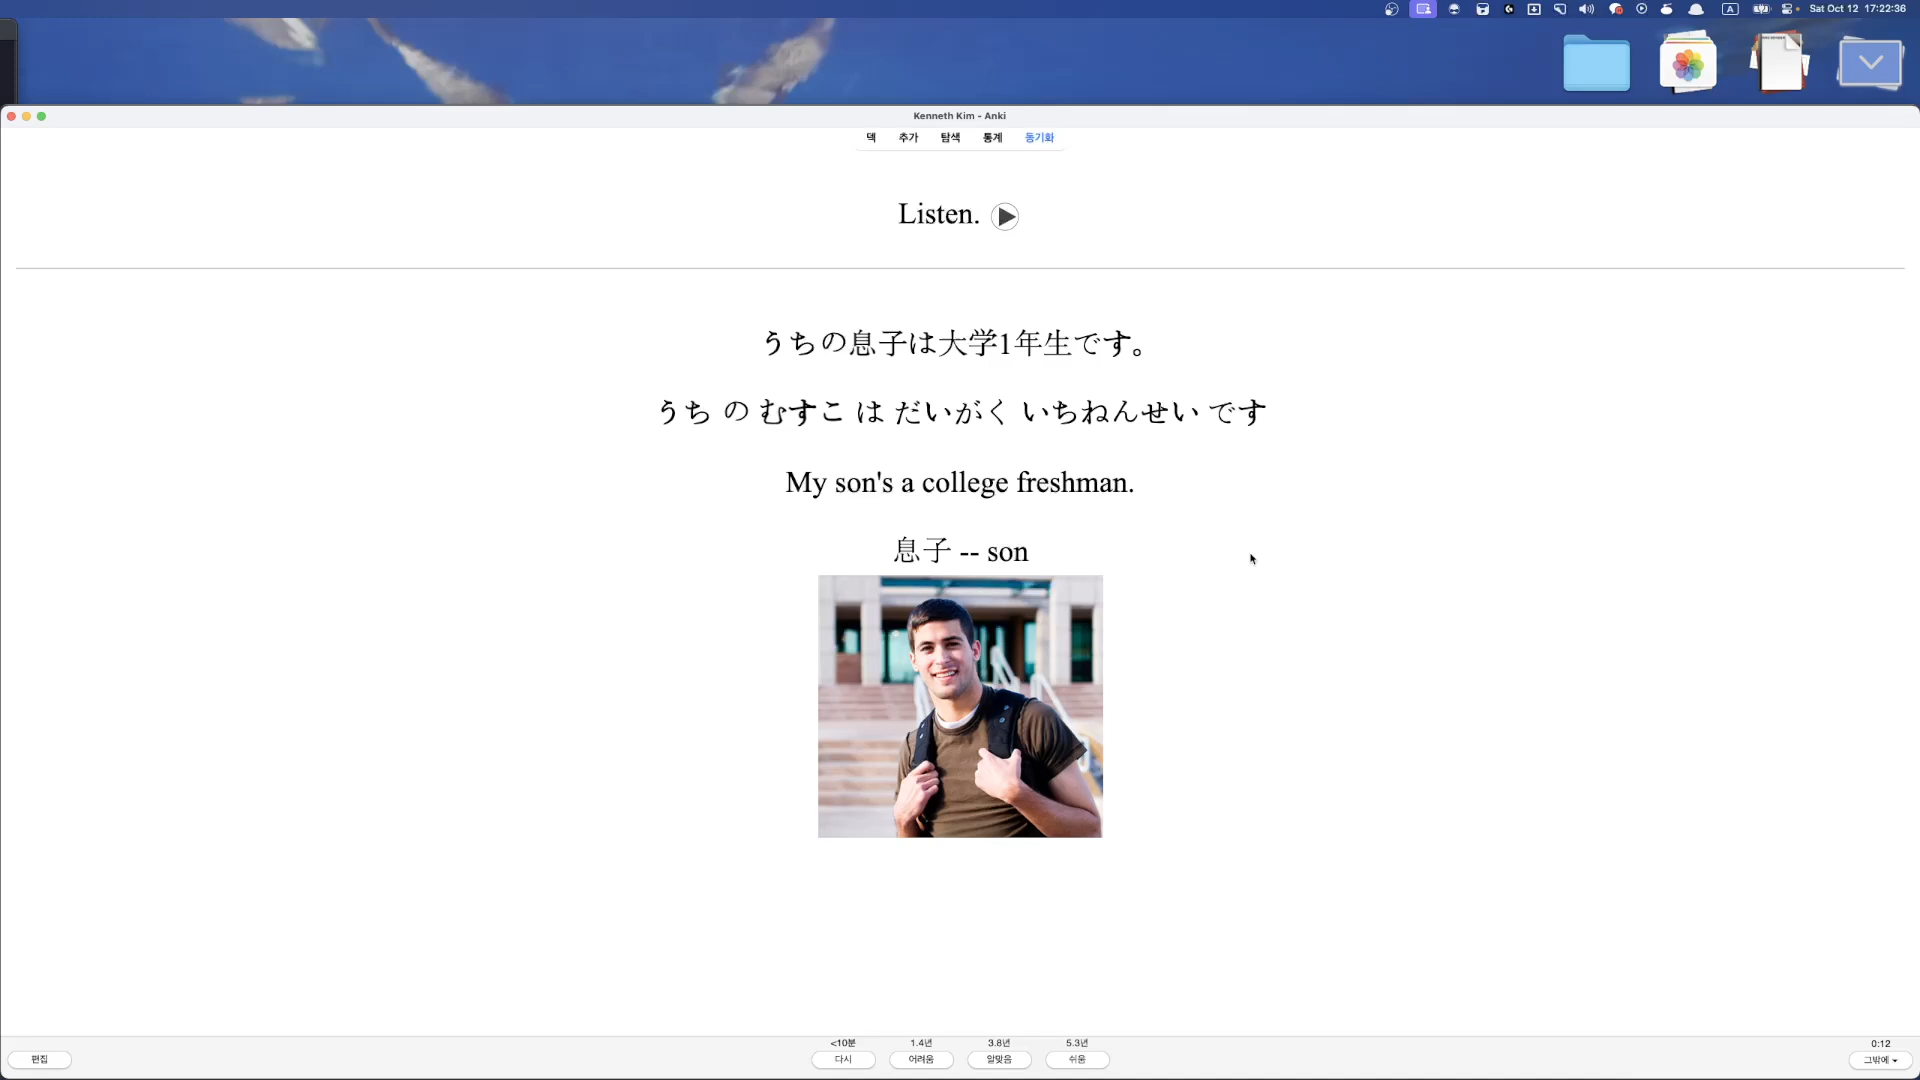 Sat Oct 12 17:22:36
Kenneth Kim - Anki
덱 추가 탐색 통계 동기화
Listen.
うちの息子は大学1年生です。
うち の むすこ は だいがく いちねんせい です
My son's a college freshman.
息子 -- son
<10분 1.4년 3.8년 5.3년 0:12
편집 다시 어려움 알맞음 쉬움 그밖에